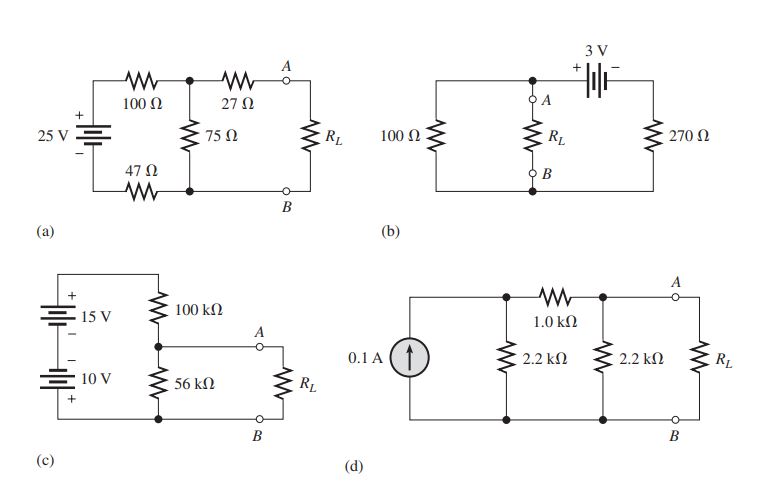 A
100 Ω
27 Ω
+
25 V
−
75 Ω
R_L
47 Ω
B
(a)
3 V
+
−
A
100 Ω
R_L
270 Ω
B
(b)
+
15 V
−
100 kΩ
A
−
10 V
+
56 kΩ
R_L
B
(c)
A
1.0 kΩ
0.1 A
2.2 kΩ
2.2 kΩ
R_L
B
(d)